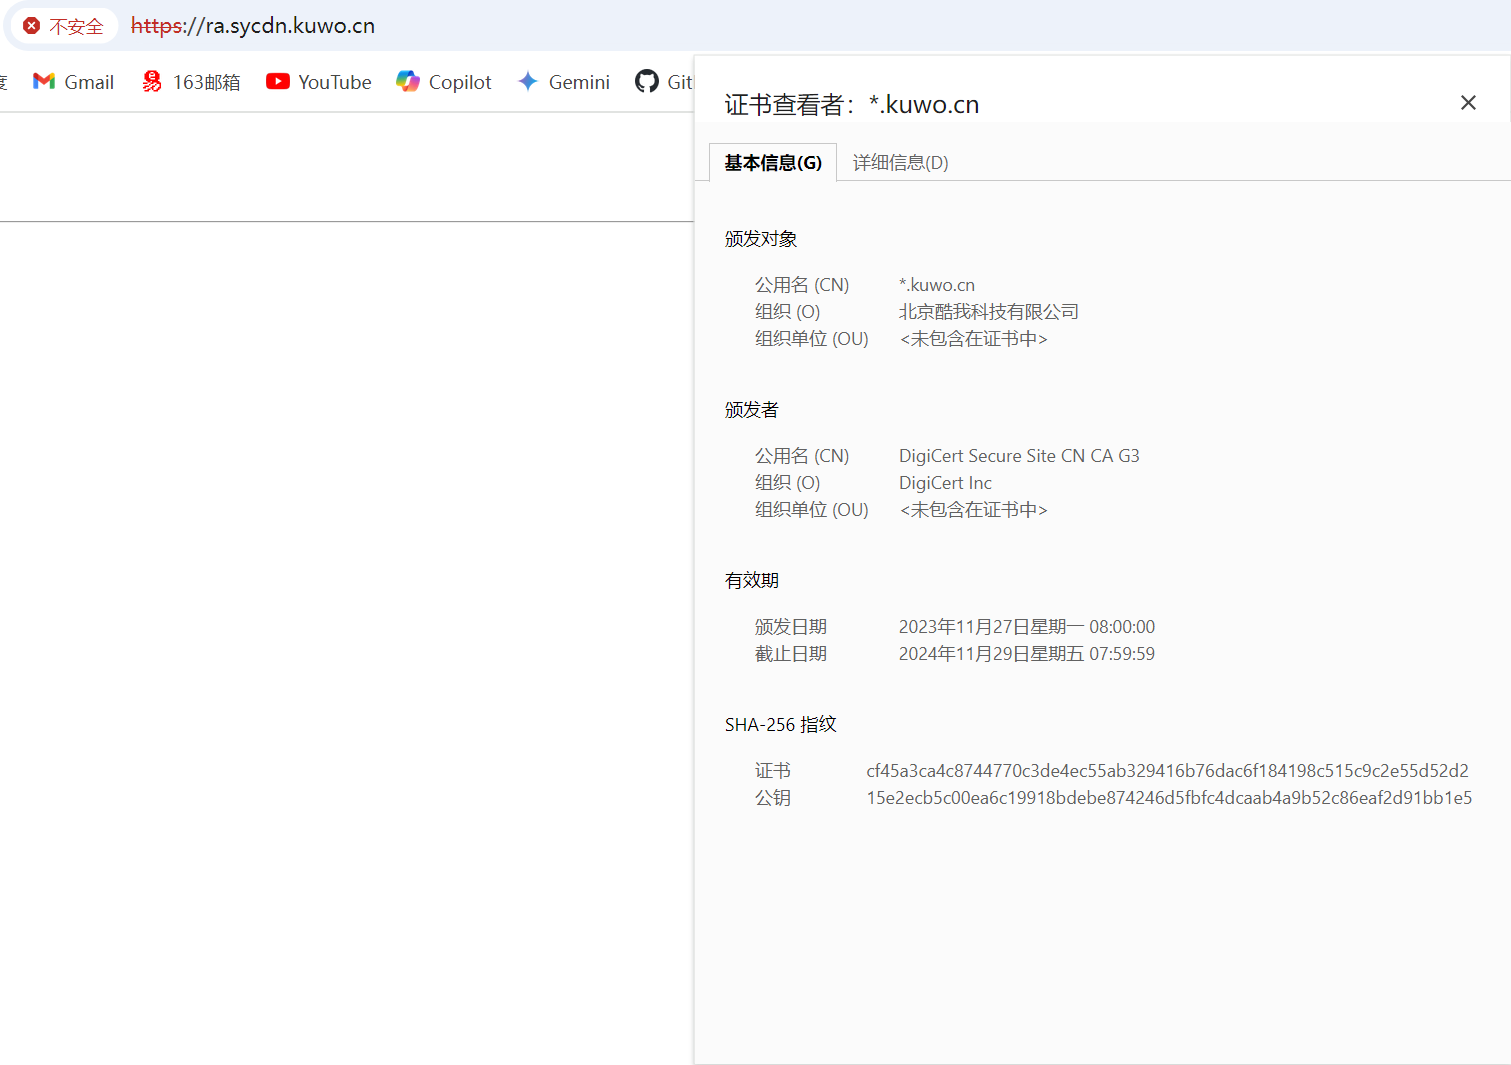 不安全 https://ra.sycdn.kuwo.cn
度 Gmail 163邮箱 YouTube Copilot Gemini Git
证书查看者：*.kuwo.cn
基本信息(G) 详细信息(D)
颁发对象
公用名 (CN) *.kuwo.cn
组织 (O) 北京酷我科技有限公司
组织单位 (OU) <未包含在证书中>
颁发者
公用名 (CN) DigiCert Secure Site CN CA G3
组织 (O) DigiCert Inc
组织单位 (OU) <未包含在证书中>
有效期
颁发日期 2023年11月27日星期一 08:00:00
截止日期 2024年11月29日星期五 07:59:59
SHA-256 指纹
证书 cf45a3ca4c8744770c3de4ec55ab329416b76dac6f184198c515c9c2e55d52d2
公钥 15e2ecb5c00ea6c19918bdebe874246d5fbfc4dcaab4a9b52c86eaf2d91bb1e5